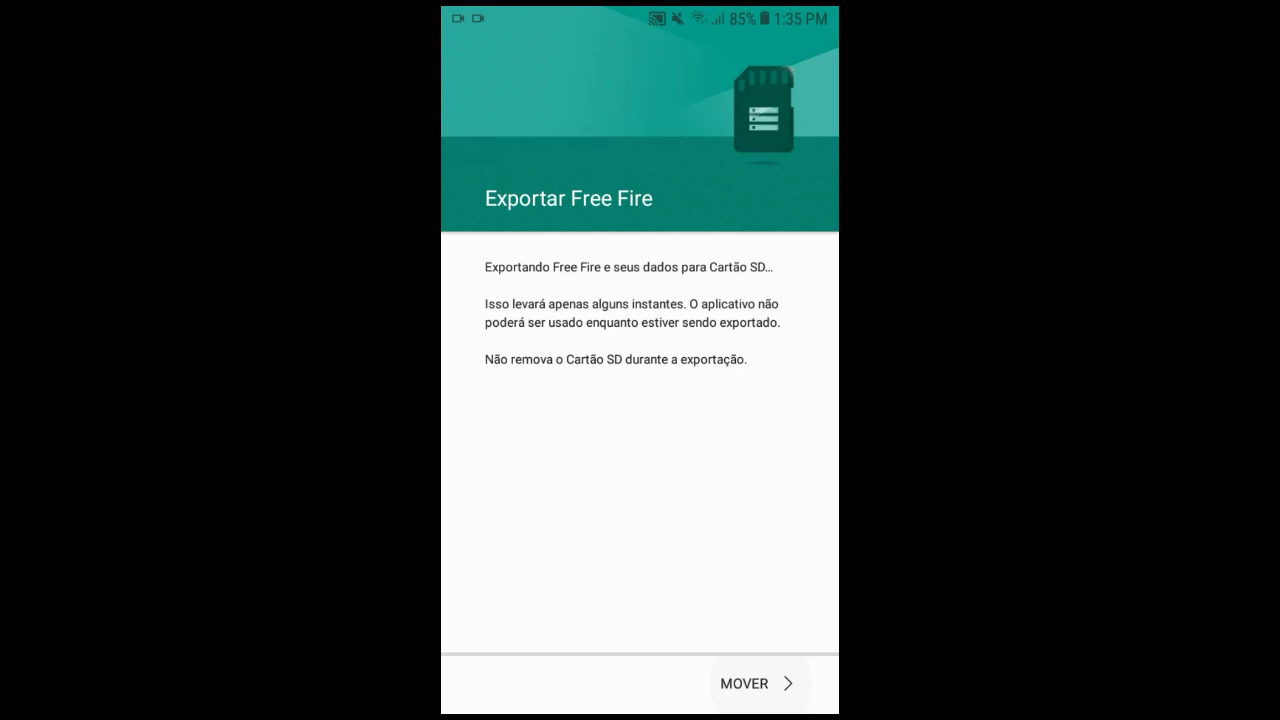 85% 1:35 PM
Exportar Free Fire
Exportando Free Fire e seus dados para Cartão SD...
Isso levará apenas alguns instantes. O aplicativo não
poderá ser usado enquanto estiver sendo exportado.
Não remova o Cartão SD durante a exportação.
MOVER